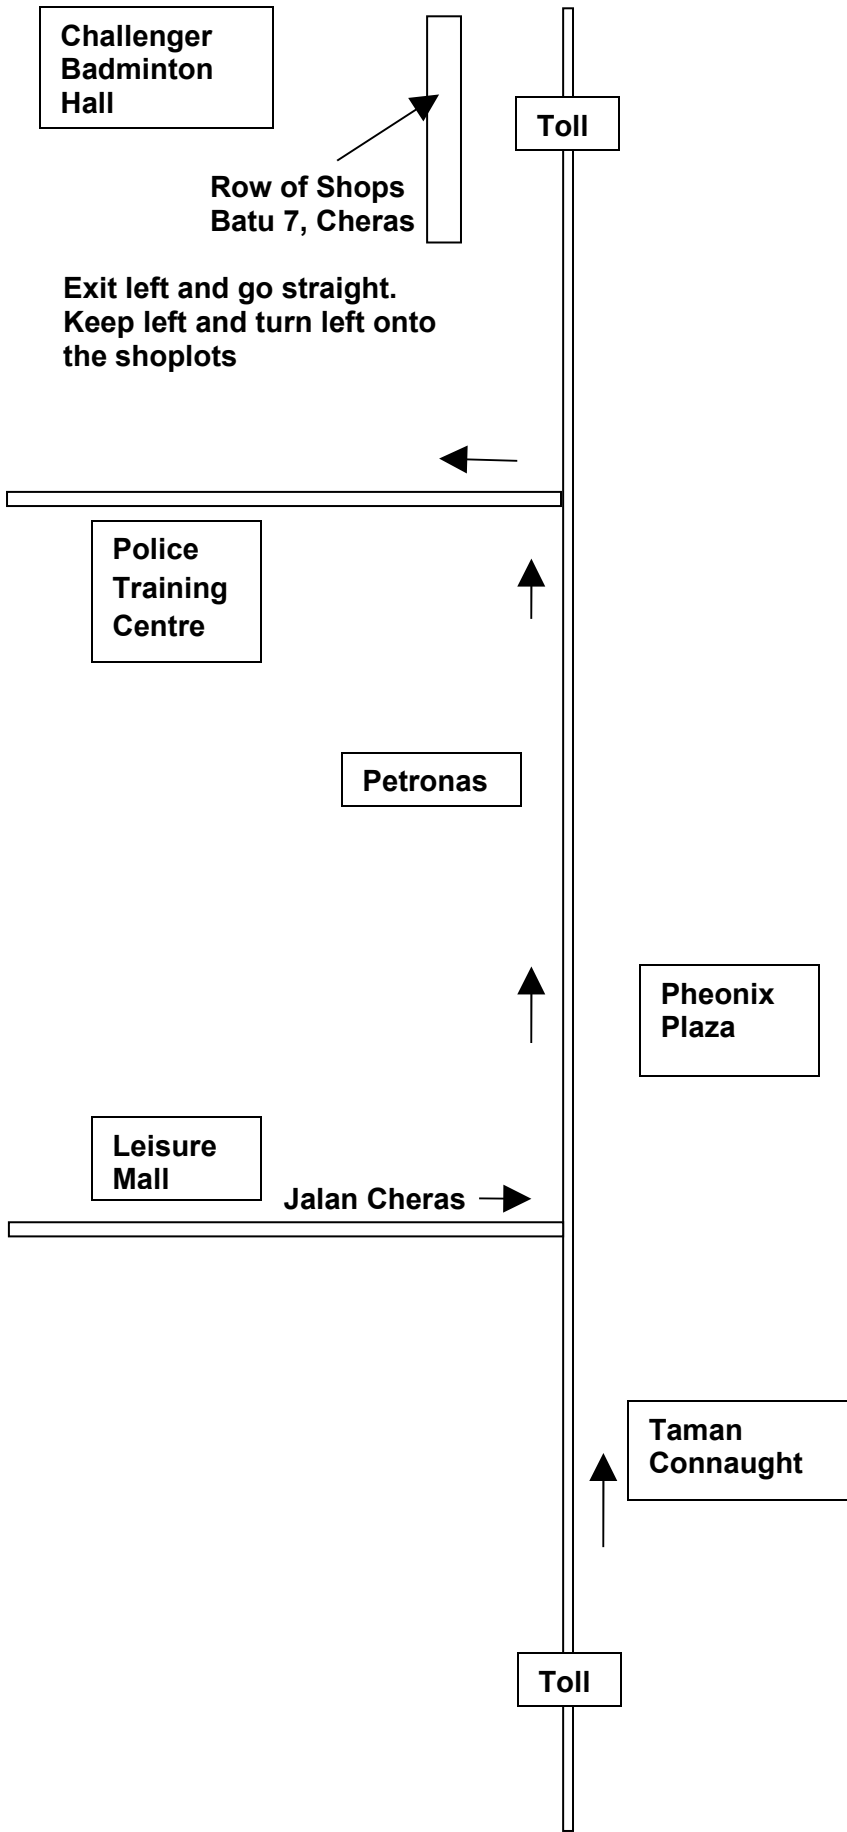 Challenger
Badminton
Hall
Toll
Row of Shops
Batu 7, Cheras
Exit left and go straight.
Keep left and turn left onto
the shoplots
Police
Training
Centre
Petronas
Pheonix
Plaza
Leisure
Mall
Jalan Cheras
Taman
Connaught
Toll